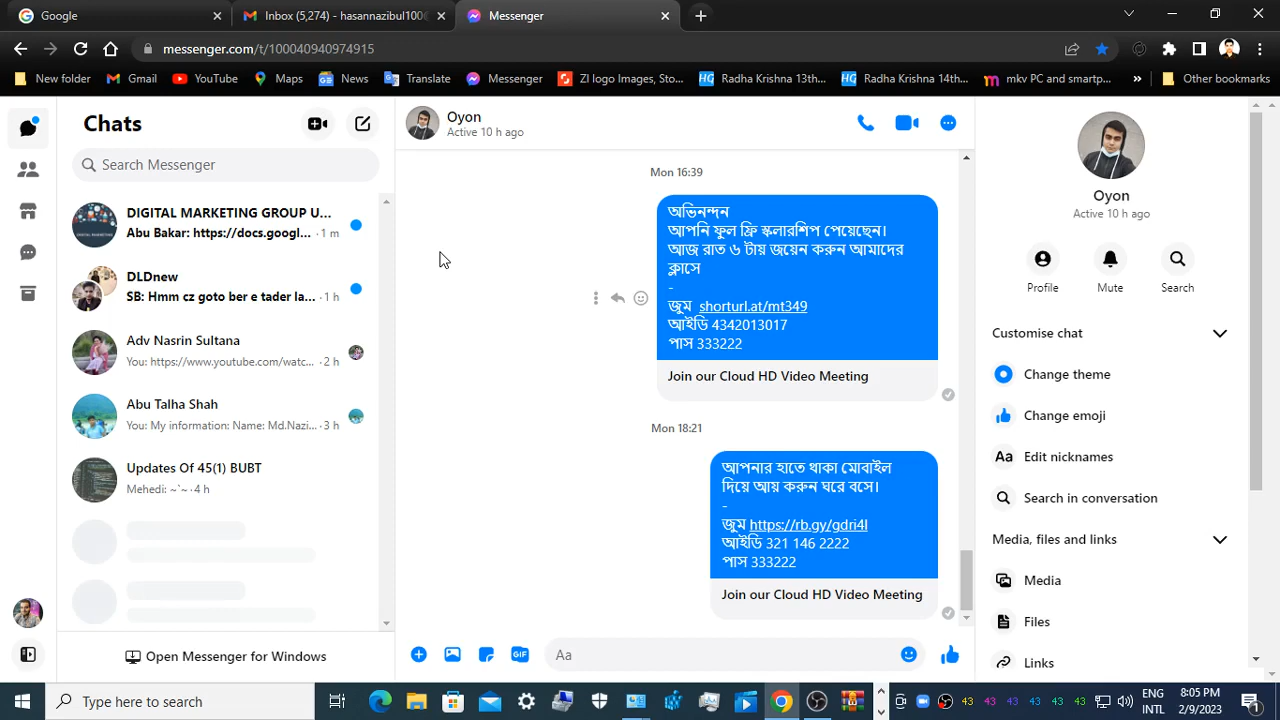 Google
Inbox (5,274) - hasannazibul100
Messenger
messenger.com/t/100040940974915
New folder
Gmail
YouTube
Maps
News
Translate
Messenger
ZI logo Images, Sto...
Radha Krishna 13th...
Radha Krishna 14th...
mkv PC and smartp...
»
Other bookmarks
Chats
Search Messenger
DIGITAL MARKETING GROUP U...
Abu Bakar: https://docs.googl... · 1 m
DLDnew
SB: Hmm cz goto ber e tader la... · 1 h
Adv Nasrin Sultana
You: https://www.youtube.com/watc... · 2 h
Abu Talha Shah
You: My information: Name: Md.Nazi... · 3 h
Updates Of 45(1) BUBT
Mehedi: ~`~ · 4 h
Open Messenger for Windows
Oyon
Active 10 h ago
Mon 16:39
অভিনন্দন
আপনি ফুল ফ্রি স্কলারশিপ পেয়েছেন।
আজ রাত ৬ টায় জয়েন করুন আমাদের
ক্লাসে
-
জুম shorturl.at/mt349
আইডি 4342013017
পাস 333222
Join our Cloud HD Video Meeting
Mon 18:21
আপনার হাতে থাকা মোবাইল
দিয়ে আয় করুন ঘরে বসে।
-
জুম https://rb.gy/gdri4l
আইডি 321 146 2222
পাস 333222
Join our Cloud HD Video Meeting
GIF
Aa
Oyon
Active 10 h ago
Profile
Mute
Search
Customise chat
Change theme
Change emoji
Aa Edit nicknames
Search in conversation
Media, files and links
Media
Files
Links
Type here to search
43 43 43 43 43
ENG
INTL
8:05 PM
2/9/2023
1